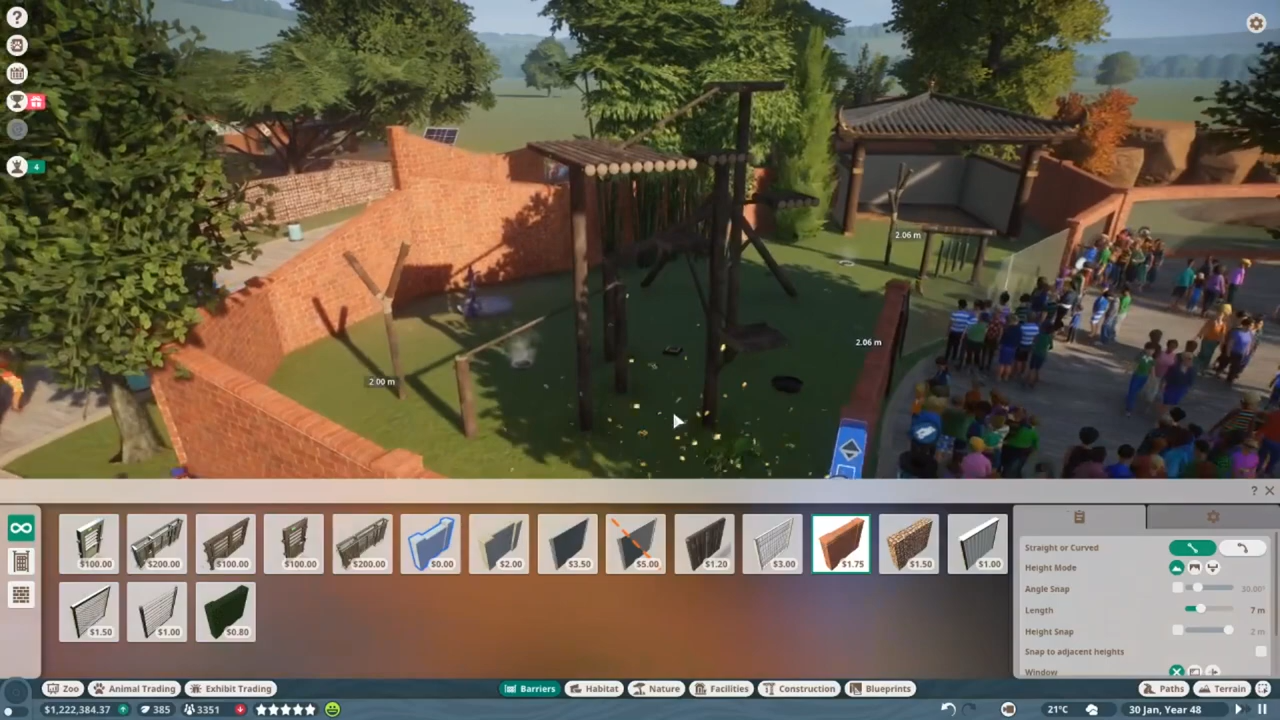 ?
4
2.06 m
2.06 m
2.00 m
? ×
$100.00 $200.00 $100.00 $100.00 $200.00 $0.00 $2.00 $3.50 $5.00 $1.20 $3.00 $1.75 $1.50 $1.00
$1.50 $1.00 $0.80
Straight or Curved
Height Mode
Angle Snap 30.00°
Length 7 m
Height Snap 2 m
Snap to adjacent heights
Window
Zoo Animal Trading Exhibit Trading Barriers Habitat Nature Facilities Construction Blueprints Paths Terrain
$1,222,384.37 385 3351 21°C 30 Jan, Year 48